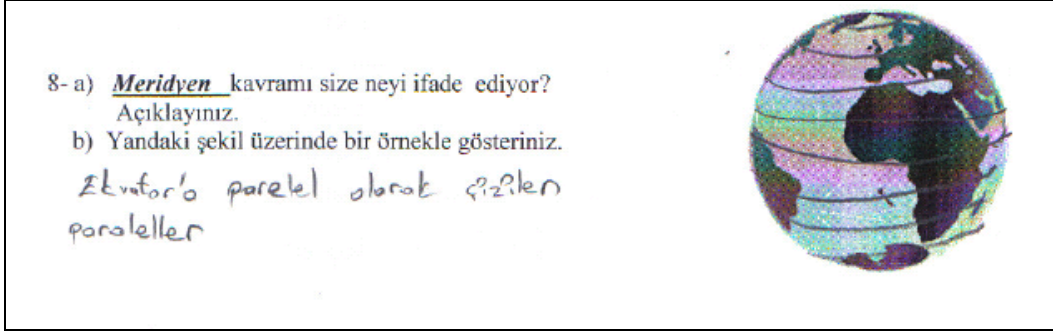 8- a) Meridyen kavramı size neyi ifade ediyor?
Açıklayınız.
b) Yandaki şekil üzerinde bir örnekle gösteriniz.
Ekvator'a parelel olarak çizilen
paraleller